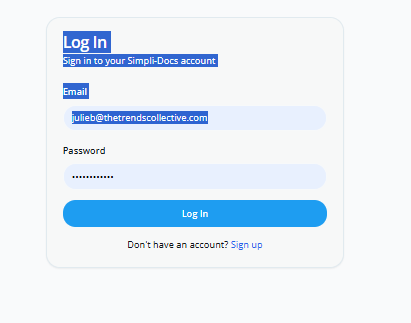 Log In
Sign in to your Simpli-Docs account
Email
julieb@thetrendscollective.com
Password
••••••••••••
Log In
Don't have an account? Sign up